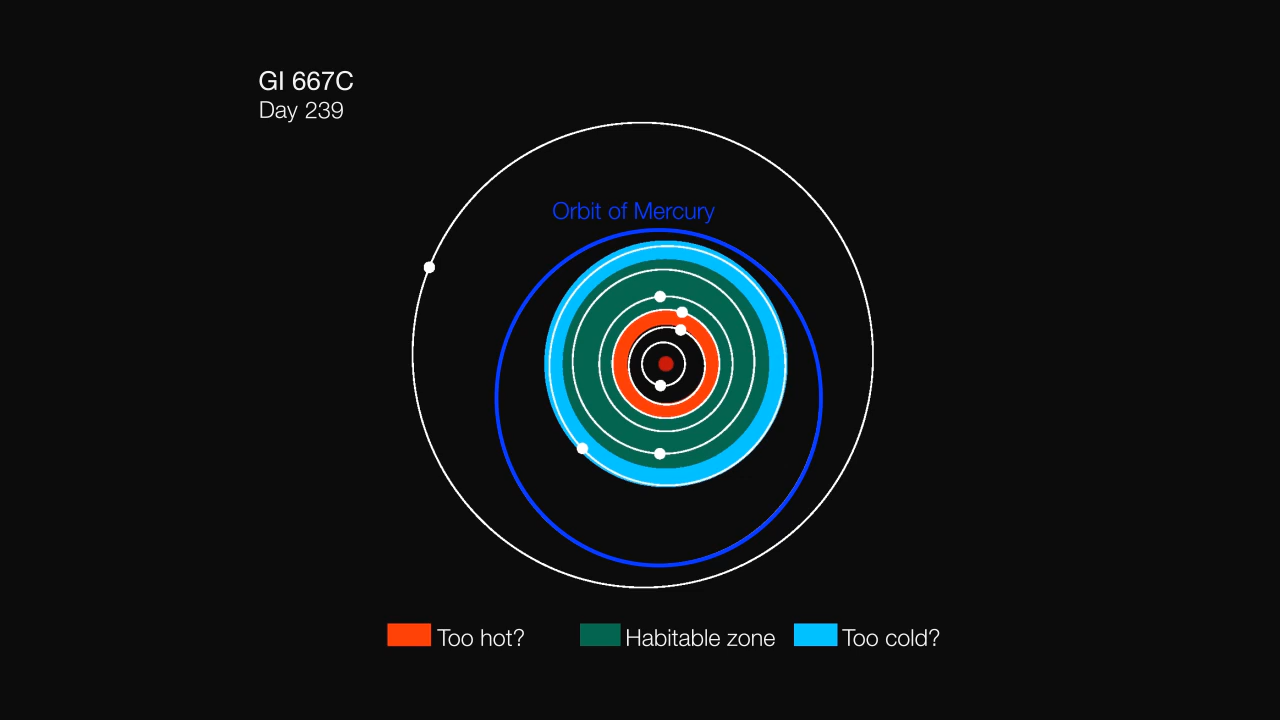 GI 667C
Day 239
Orbit of Mercury
Too hot?
Habitable zone
Too cold?